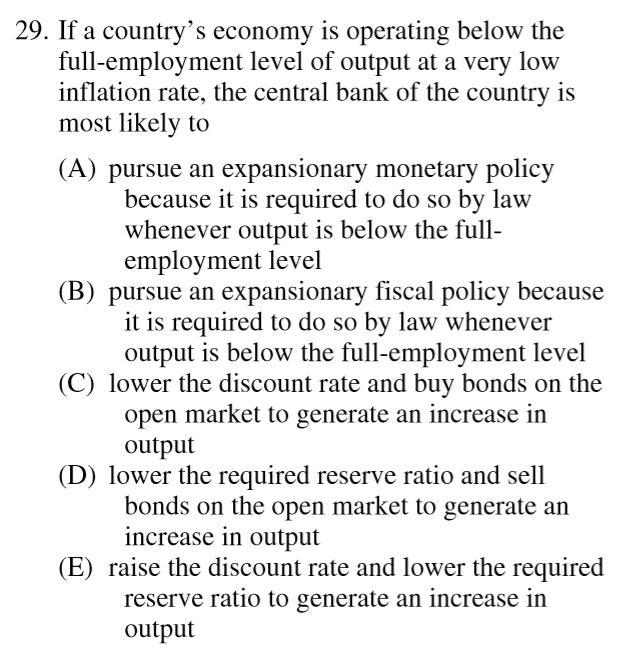 29. If a country’s economy is operating below the
full-employment level of output at a very low
inflation rate, the central bank of the country is
most likely to
(A) pursue an expansionary monetary policy
because it is required to do so by law
whenever output is below the full-
employment level
(B) pursue an expansionary fiscal policy because
it is required to do so by law whenever
output is below the full-employment level
(C) lower the discount rate and buy bonds on the
open market to generate an increase in
output
(D) lower the required reserve ratio and sell
bonds on the open market to generate an
increase in output
(E) raise the discount rate and lower the required
reserve ratio to generate an increase in
output